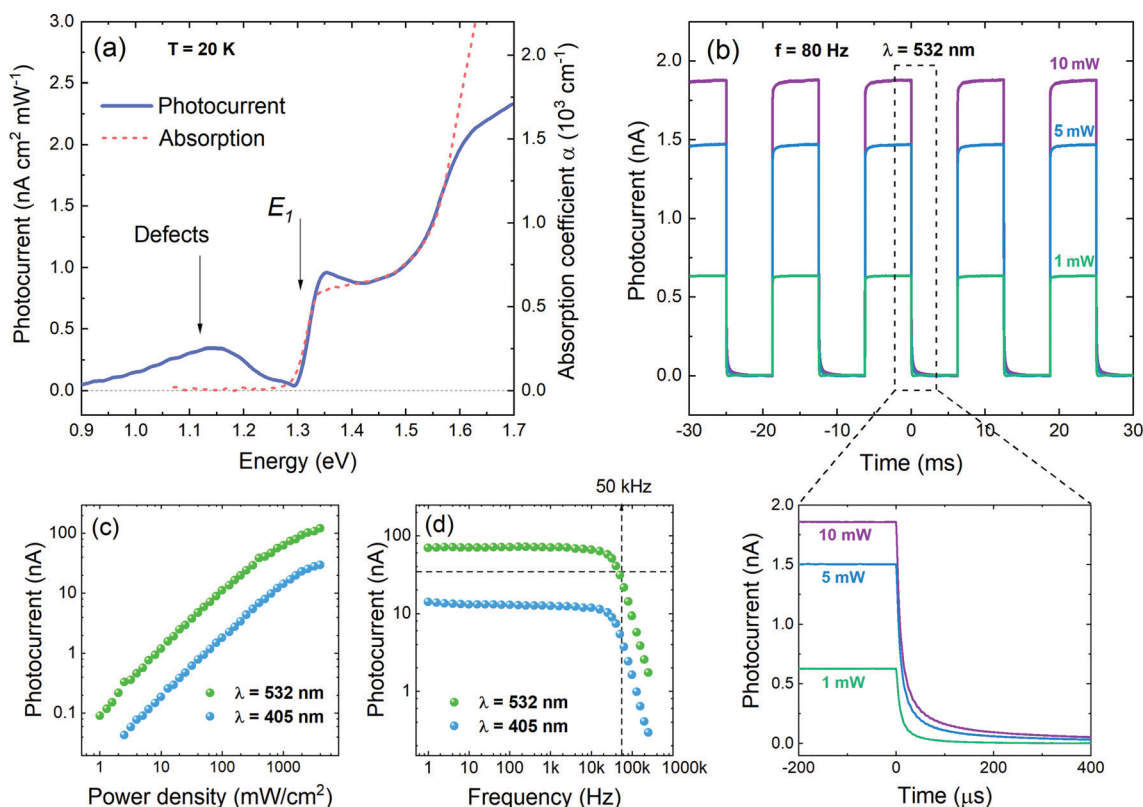 (a)
T = 20 K
Photocurrent
Absorption
Defects
E1
3.0
2.5
2.0
1.5
1.0
0.5
0.0
2.0
1.5
1.0
0.5
0.0
0.9 1.0 1.1 1.2 1.3 1.4 1.5 1.6 1.7
Energy (eV)
Photocurrent (nA cm² mW⁻¹)
Absorption coefficient α (10³ cm⁻¹)
(b)
f = 80 Hz
λ = 532 nm
10 mW
5 mW
1 mW
2.0
1.5
1.0
0.5
0.0
-30 -20 -10 0 10 20 30
Time (ms)
Photocurrent (nA)
(c)
λ = 532 nm
λ = 405 nm
100
10
1
0.1
1 10 100 1000
Power density (mW/cm²)
Photocurrent (nA)
(d)
50 kHz
λ = 532 nm
λ = 405 nm
100
10
1
1 10 100 1k 10k 100k 1000k
Frequency (Hz)
Photocurrent (nA)
10 mW
5 mW
1 mW
2.0
1.5
1.0
0.5
0.0
-200 0 200 400
Time (μs)
Photocurrent (nA)